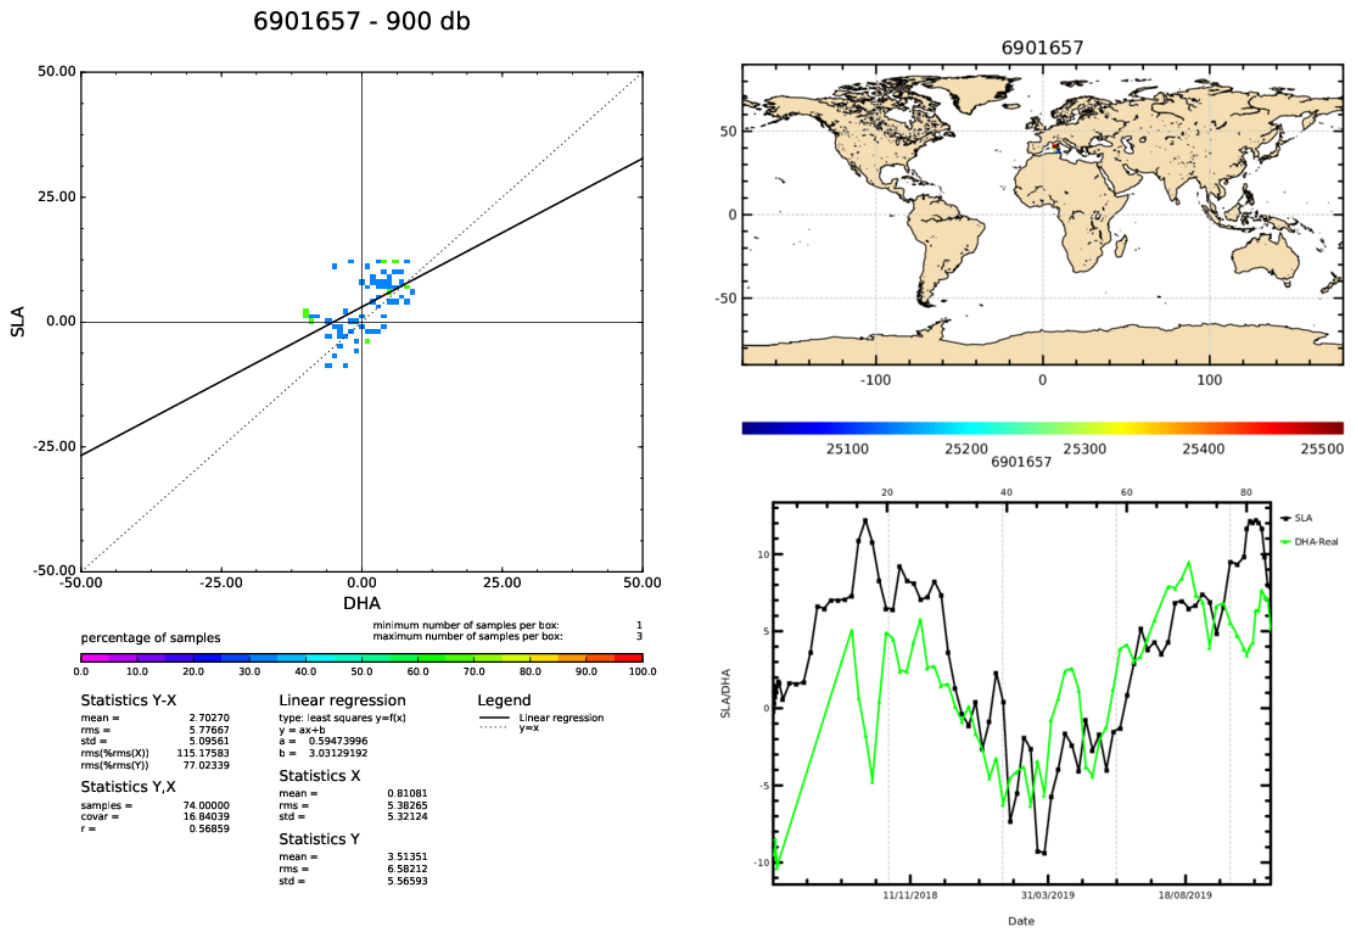 6901657 - 900 db
50.00
25.00
0.00
-25.00
-50.00
SLA
-50.00 -25.00 0.00 25.00 50.00
DHA
minimum number of samples per box: 1
maximum number of samples per box: 3
percentage of samples
0.0 10.0 20.0 30.0 40.0 50.0 60.0 70.0 80.0 90.0 100.0
Statistics Y-X
mean = 2.70270
rms = 5.77667
std = 5.09561
rms(%rms(X)) 115.17583
rms(%rms(Y)) 77.02339
Statistics Y,X
samples = 74.00000
covar = 16.84039
r = 0.56859
Linear regression
type: least squares y=f(x)
y = ax+b
a = 0.59473996
b = 3.03129192
Statistics X
mean = 0.81081
rms = 5.38265
std = 5.32124
Statistics Y
mean = 3.51351
rms = 6.58212
std = 5.56593
Legend
Linear regression
y=x
6901657
50
0
-50
-100 0 100
25100 25200 25300 25400 25500
6901657
20 40 60 80
10
5
0
-5
-10
SLA/DHA
11/11/2018 31/03/2019 18/08/2019
Date
SLA
DHA-Real